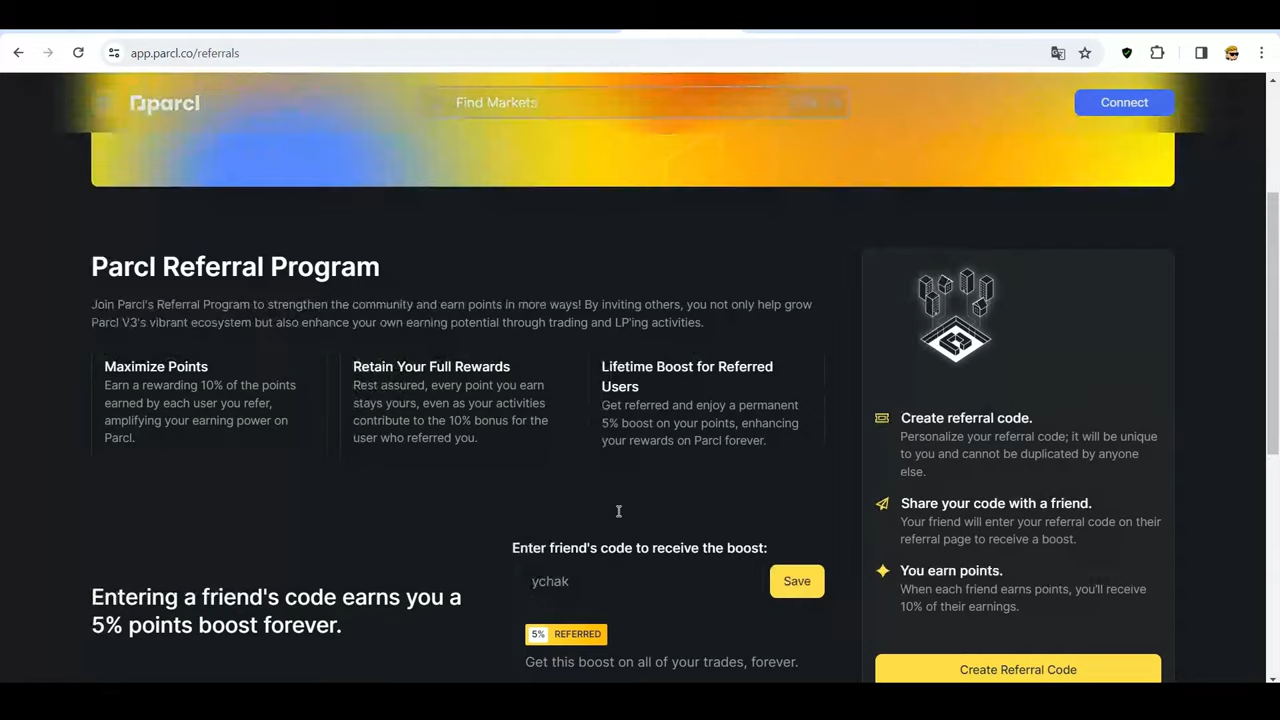 app.parcl.co/referrals
parcl
Find Markets
Connect
Parcl Referral Program
Join Parcl's Referral Program to strengthen the community and earn points in more ways! By inviting others, you not only help grow
Parcl V3's vibrant ecosystem but also enhance your own earning potential through trading and LP'ing activities.
Maximize Points
Earn a rewarding 10% of the points
earned by each user you refer,
amplifying your earning power on
Parcl.
Retain Your Full Rewards
Rest assured, every point you earn
stays yours, even as your activities
contribute to the 10% bonus for the
user who referred you.
Lifetime Boost for Referred
Users
Get referred and enjoy a permanent
5% boost on your points, enhancing
your rewards on Parcl forever.
Entering a friend's code earns you a
5% points boost forever.
Enter friend's code to receive the boost:
ychak
Save
5% REFERRED
Get this boost on all of your trades, forever.
Create referral code.
Personalize your referral code; it will be unique
to you and cannot be duplicated by anyone
else.
Share your code with a friend.
Your friend will enter your referral code on their
referral page to receive a boost.
You earn points.
When each friend earns points, you'll receive
10% of their earnings.
Create Referral Code